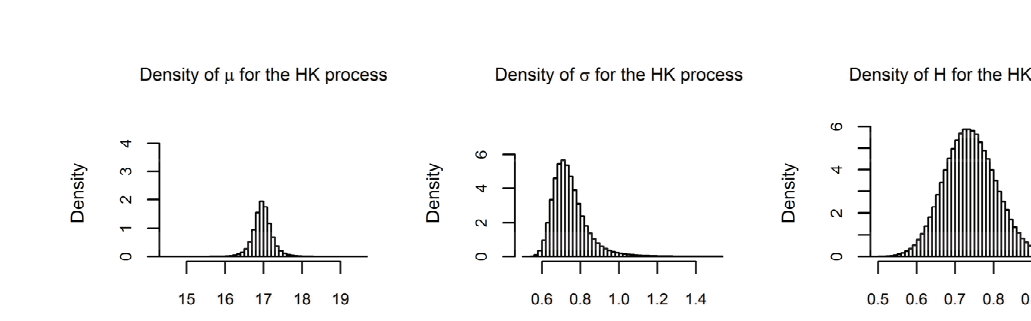 Density of μ for the HK process
Density
4
3
2
1
0
15 16 17 18 19
Density of σ for the HK process
Density
6
4
2
0
0.6 0.8 1.0 1.2 1.4
Density of H for the HK
Density
6
4
2
0
0.5 0.6 0.7 0.8 0.